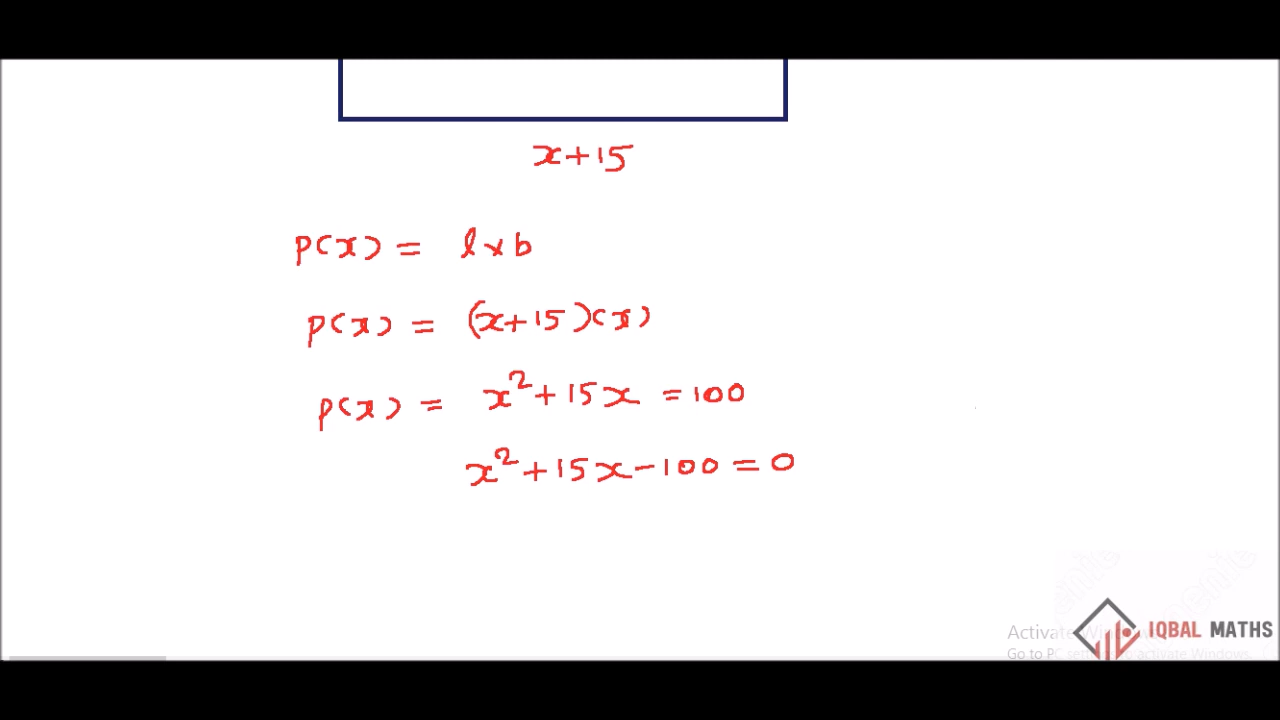 x+15
p(x) = l×b
p(x) = (x+15)(x)
p(x) = x²+15x =100
x²+15x-100=0
Activate
IQBAL MATHS
Go to PC settings to activate Windows.